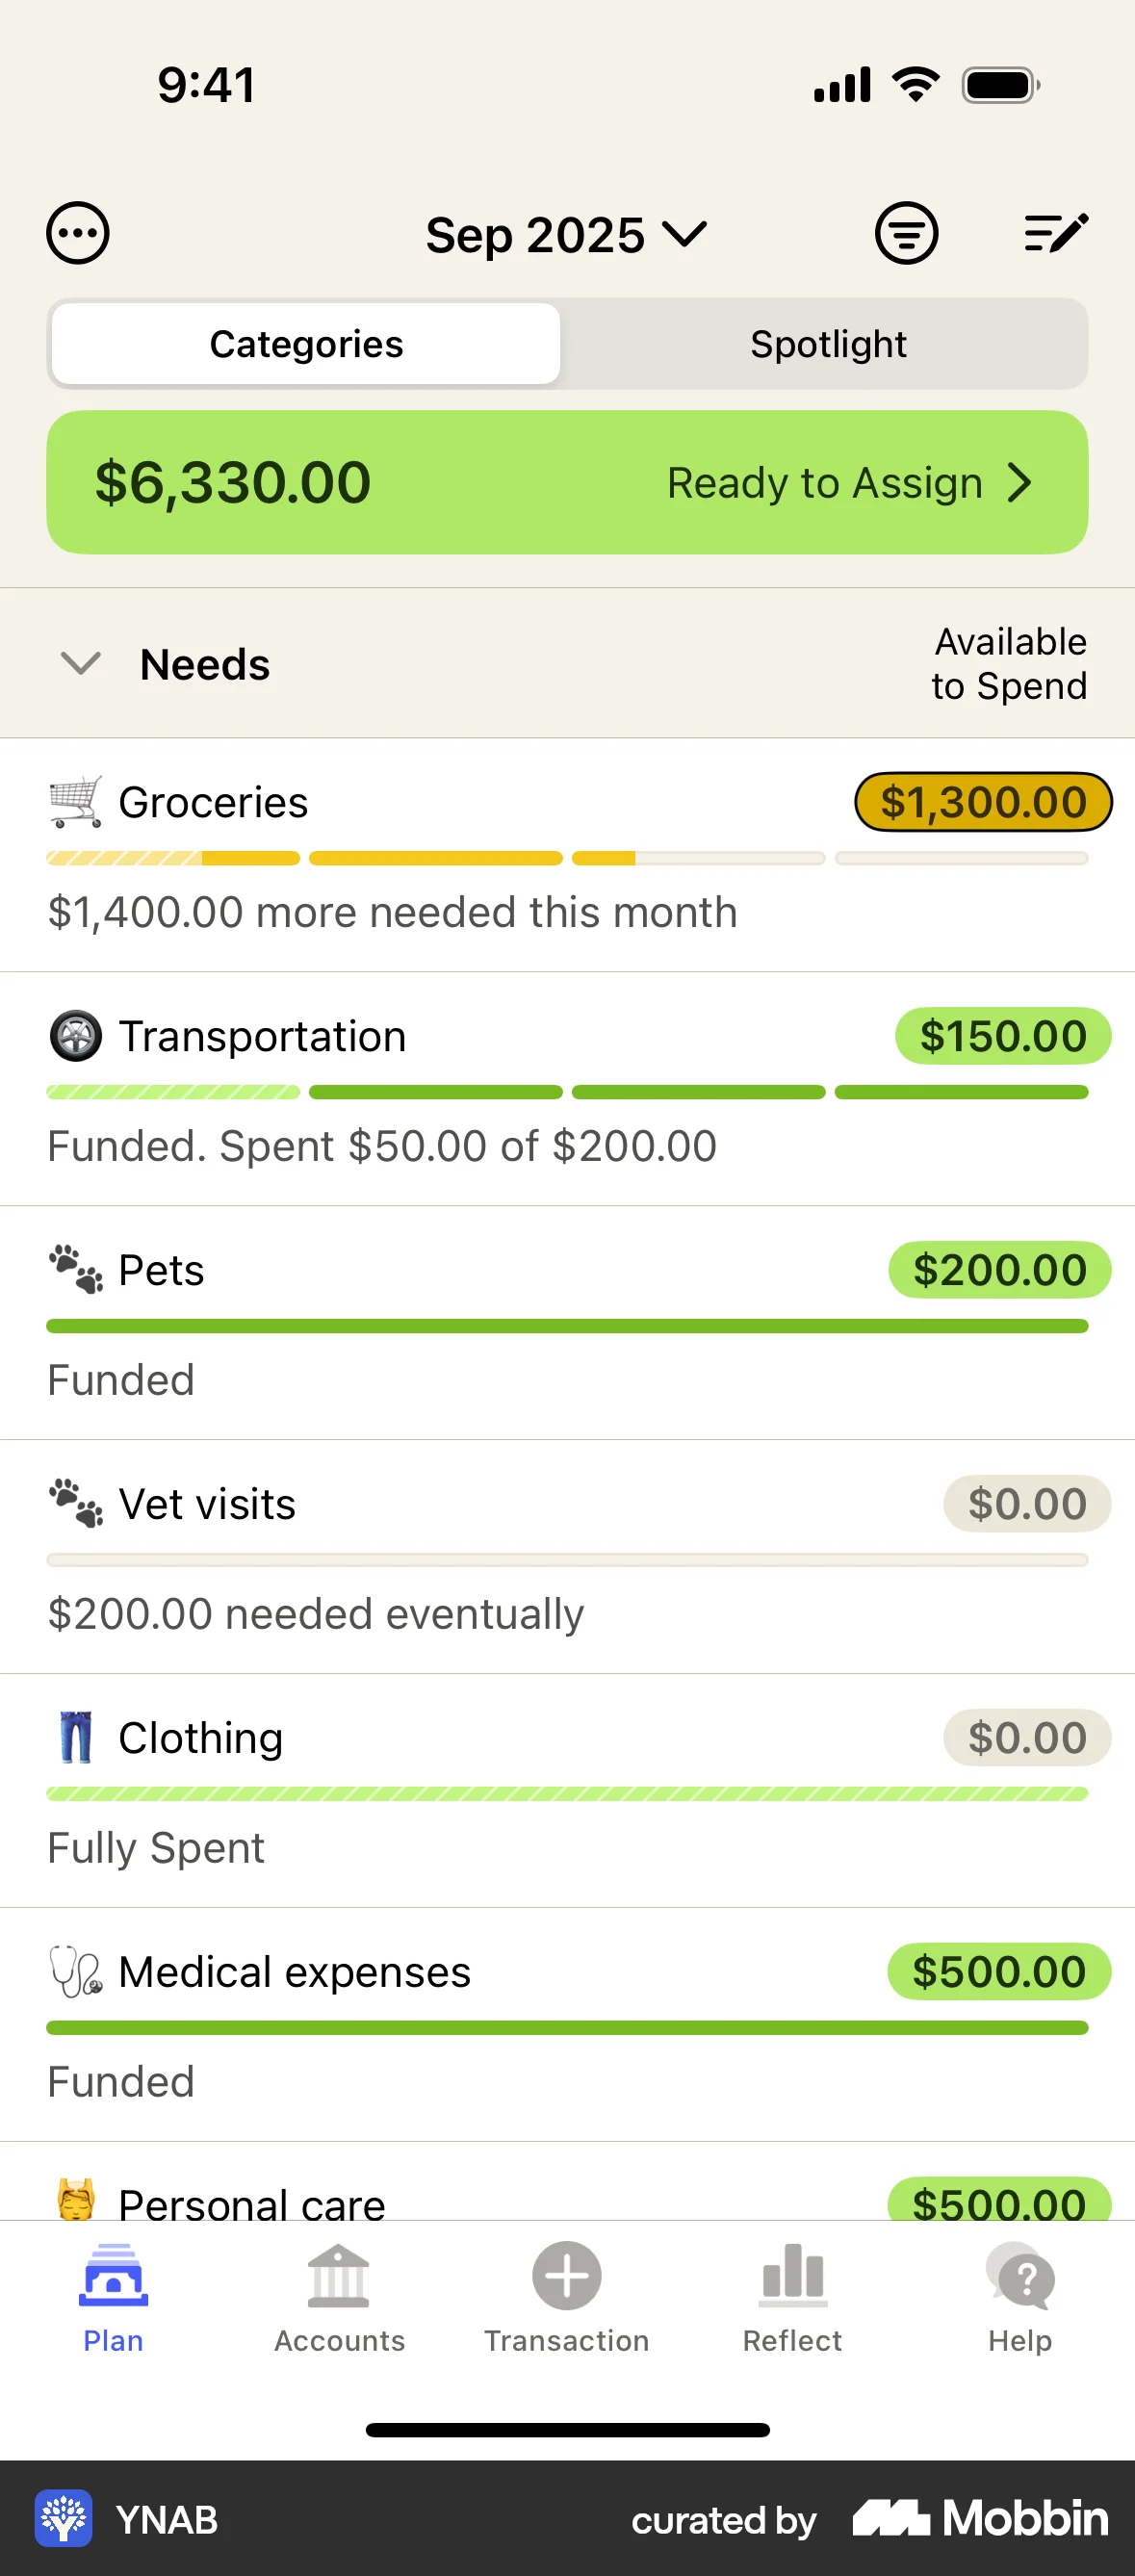 9:41
Sep 2025
Categories
Spotlight
$6,330.00
Ready to Assign
Needs
Available
to Spend
Groceries
$1,300.00
$1,400.00 more needed this month
Transportation
$150.00
Funded. Spent $50.00 of $200.00
Pets
$200.00
Funded
Vet visits
$0.00
$200.00 needed eventually
Clothing
$0.00
Fully Spent
Medical expenses
$500.00
Funded
Personal care
$500.00
Plan
Accounts
Transaction
Reflect
Help
YNAB
curated by
Mobbin